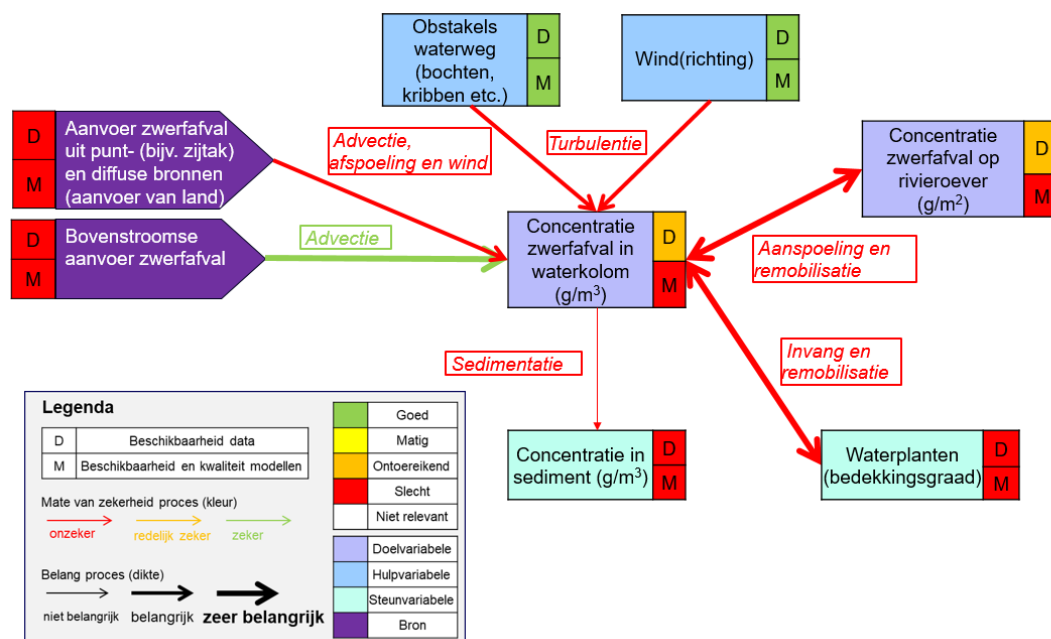 Obstakels
waterweg
(bochten,
kribben etc.)
D
M
Wind(richting)
D
M
D
M
Aanvoer zwerfafval
uit punt- (bijv. zijtak)
en diffuse bronnen
(aanvoer van land)
Advectie,
afspoeling en wind
Turbulentie
Concentratie
zwerfafval op
rivieroever
(g/m²)
D
M
D
M
Bovenstroomse
aanvoer zwerfafval
Advectie
Concentratie
zwerfafval in
waterkolom
(g/m³)
D
M
Aanspoeling en
remobilisatie
Sedimentatie
Invang en
remobilisatie
Concentratie in
sediment (g/m³)
D
M
Waterplanten
(bedekkingsgraad)
D
M
Legenda
D Beschikbaarheid data
M Beschikbaarheid en kwaliteit modellen
Mate van zekerheid proces (kleur)
onzeker redelijk zeker zeker
Belang proces (dikte)
niet belangrijk belangrijk zeer belangrijk
Goed
Matig
Ontoereikend
Slecht
Niet relevant
Doelvariabele
Hulpvariabele
Steunvariabele
Bron